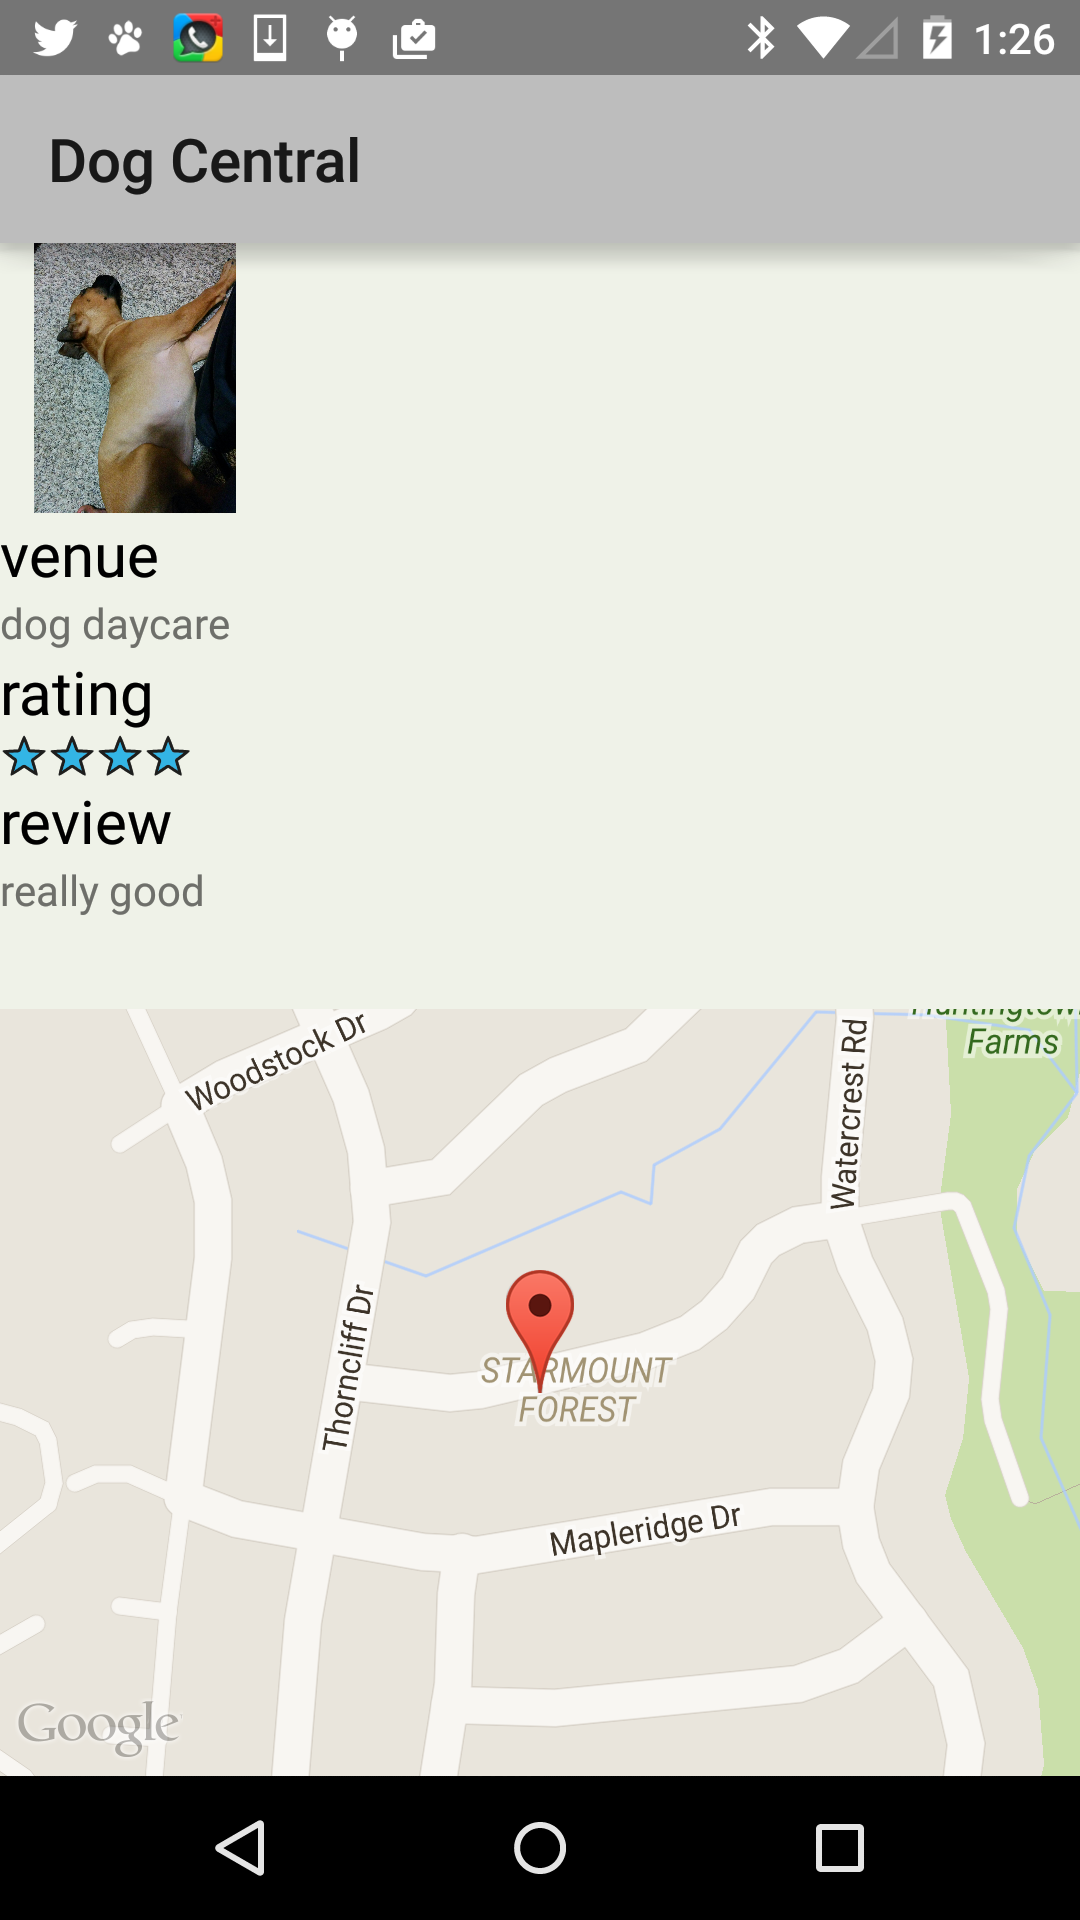 1:26
Dog Central
venue
dog daycare
rating
review
really good
Woodstock Dr
Huntingtow
Farms
Watercrest Rd
Thorncliff Dr
STARMOUNT
FOREST
Mapleridge Dr
Google